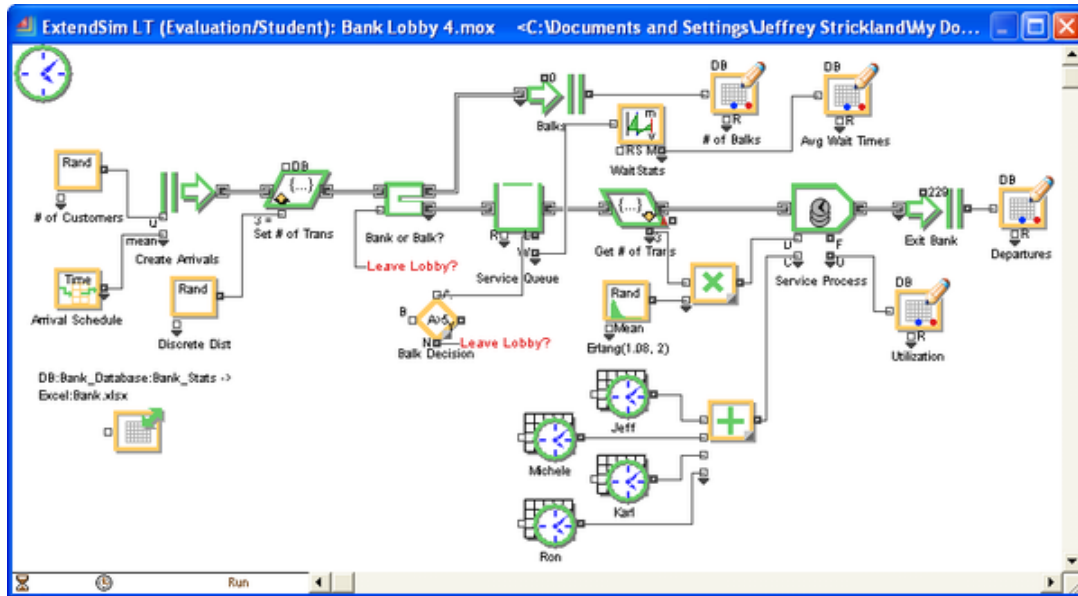 ExtendSim LT (Evaluation/Student): Bank Lobby 4.mox <C:\Documents and Settings\Jeffrey Strickland\My Do...
DB
DB
0
Balks
R
# of Balks
R
Avg Wait Times
m
v
RS M
Wait Stats
Rand
# of Customers
DB
{...}
s =
Set # of Trans
U
mean
Create Arrivals
Bank or Balk?
Leave Lobby?
R L
W
Service Queue
{...}
s
Get # of Trans
U
C
F
U
Service Process
229
Exit Bank
DB
R
Departures
Time
Arrival Schedule
Rand
Discrete Dist
B
A>5
Y
N
Leave Lobby?
Balk Decision
Rand
Mean
Erlang(1.08, 2)
DB
R
Utilization
DB:Bank_Database:Bank_Stats ->
Excel:Bank.xlsx
Jeff
Michele
Karl
Ron
Run